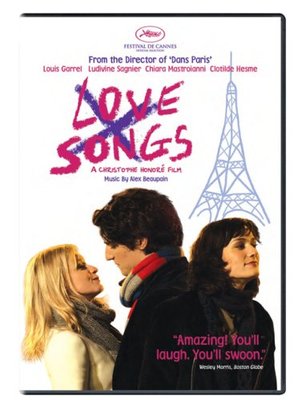 FESTIVAL DE CANNES
From the Director of 'Dans Paris'
Louis Garrel Ludivine Sagnier Chiara Mastroianni Clotilde Hesme
LOVE
SONGS
A CHRISTOPHE HONORÉ FILM
Music By Alex Beaupain
"Amazing! You'll
laugh. You'll swoon."
Wesley Morris, Boston Globe